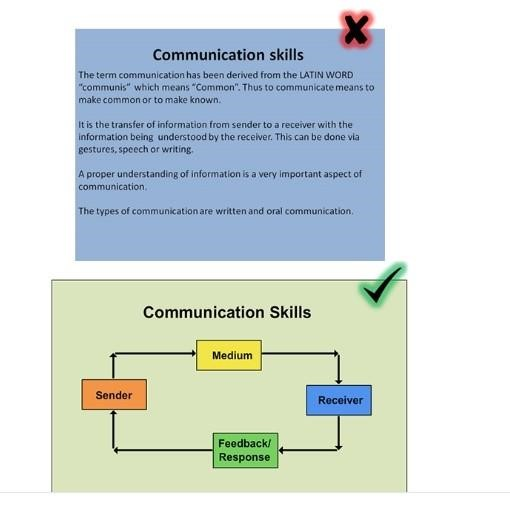 Communication skills
The term communication has been derived from the LATIN WORD
"communis" which means "Common". Thus to communicate means to
make common or to make known.
It is the transfer of information from sender to a receiver with the
information being understood by the receiver. This can be done via
gestures, speech or writing.
A proper understanding of information is a very important aspect of
communication.
The types of communication are written and oral communication.
Communication Skills
Medium
Sender
Receiver
Feedback/
Response